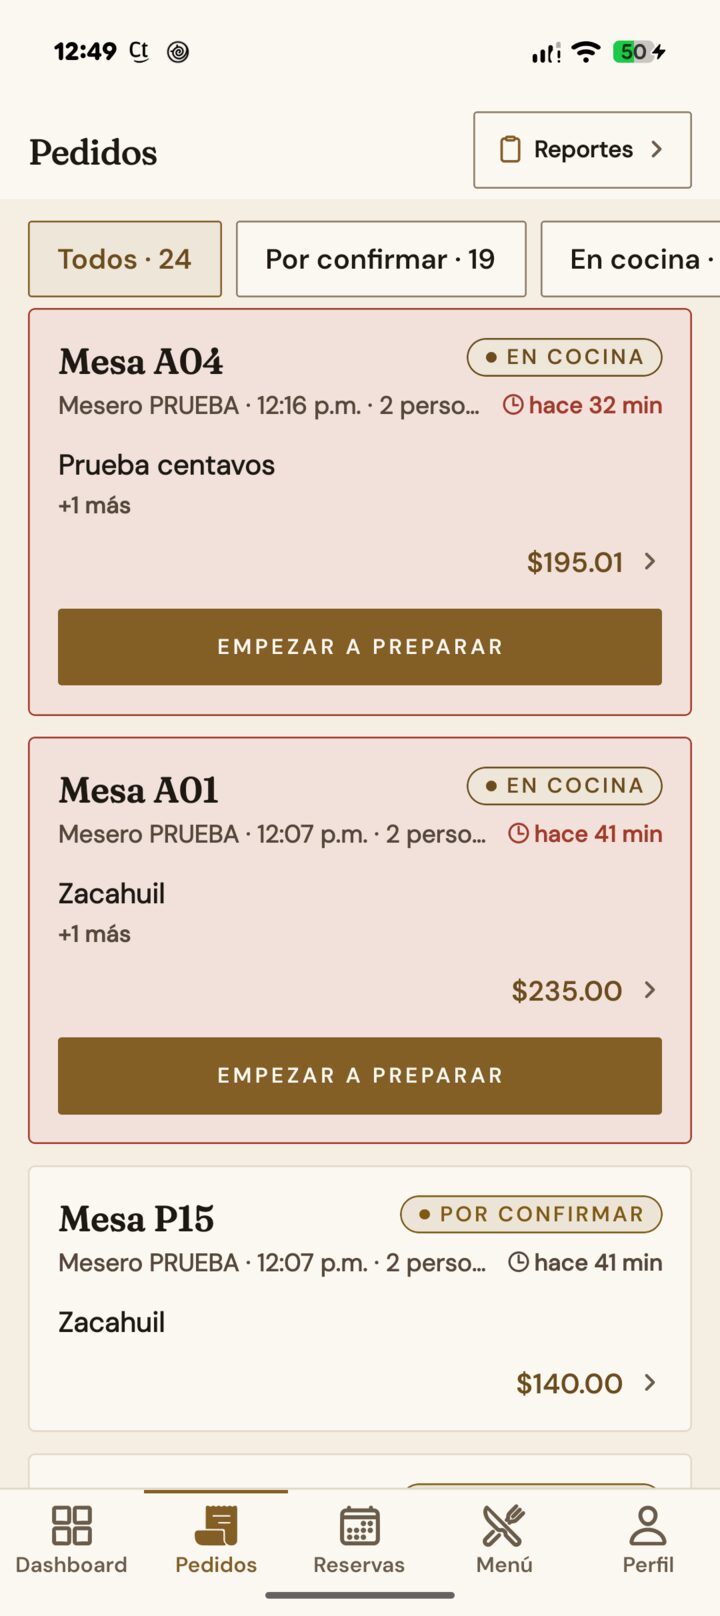 12:49 Ct
50
Pedidos
Reportes
Todos · 24
Por confirmar · 19
En cocina ·
Mesa A04
EN COCINA
Mesero PRUEBA · 12:16 p.m. · 2 perso...
hace 32 min
Prueba centavos
+1 más
$195.01
EMPEZAR A PREPARAR
Mesa A01
EN COCINA
Mesero PRUEBA · 12:07 p.m. · 2 perso...
hace 41 min
Zacahuil
+1 más
$235.00
EMPEZAR A PREPARAR
Mesa P15
POR CONFIRMAR
Mesero PRUEBA · 12:07 p.m. · 2 perso...
hace 41 min
Zacahuil
$140.00
Dashboard
Pedidos
Reservas
Menú
Perfil